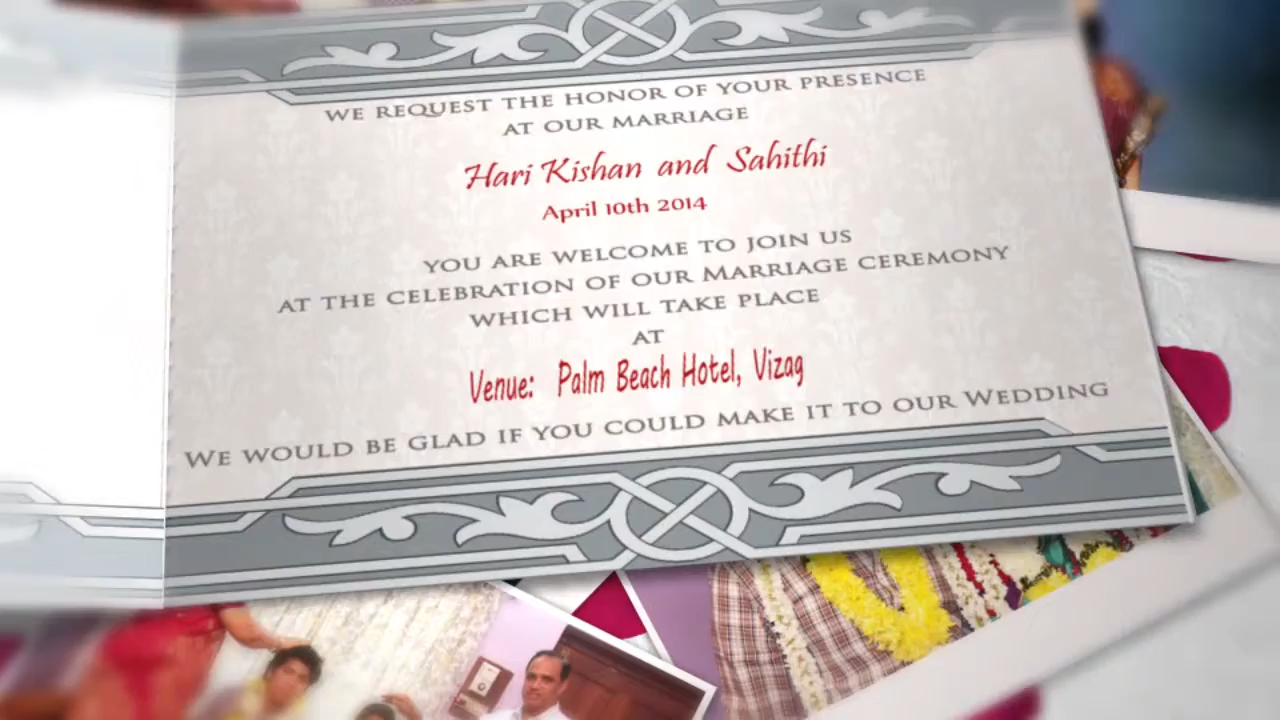 WE REQUEST THE HONOR OF YOUR PRESENCE
AT OUR MARRIAGE
Hari Kishan and Sahithi
April 10th 2014
YOU ARE WELCOME TO JOIN US
AT THE CELEBRATION OF OUR MARRIAGE CEREMONY
WHICH WILL TAKE PLACE
AT
Venue: Palm Beach Hotel, Vizag
WE WOULD BE GLAD IF YOU COULD MAKE IT TO OUR WEDDING